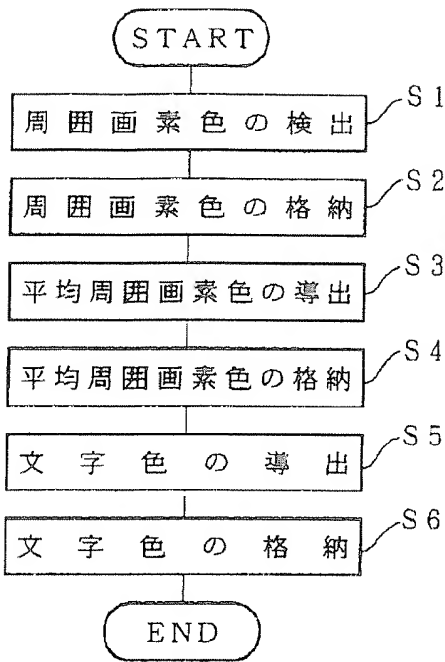 START
周囲画素色の検出
S1
周囲画素色の格納
S2
平均周囲画素色の導出
S3
平均周囲画素色の格納
S4
文字色の導出
S5
文字色の格納
S6
END